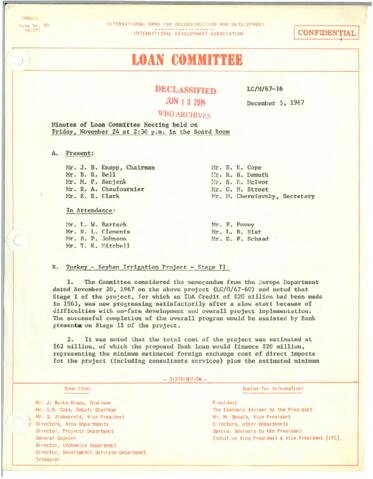 INTERNATIONAL BANK FOR RECONSTRUCTION AND DEVELOPMENT
INTERNATIONAL DEVELOPMENT ASSOCIATION
CONFIDENTIAL
LOAN COMMITTEE
DECLASSIFIED
JUN 10 2014
WBG ARCHIVES
LC/M/67-16
December 5, 1967
Minutes of Loan Committee Meeting held on
Friday, November 24 at 2:30 p.m. in the Board Room
A. Present:
Mr. J. B. Knapp, Chairman
Mr. S. R. Cope
Mr. B. R. Bell
Mr. R. H. Demuth
Mr. M. P. Benjenk
Mr. S. E. McIvor
Mr. R. A. Chaufournier
Mr. G. M. Street
Mr. E. E. Clark
Mr. M. Cherniavsky, Secretary
In Attendance:
Mr. L. W. Bartsch
Mr. F. Povey
Mr. R. L. Clements
Mr. L. B. Rist
Mr. S. P. Johnson
Mr. E. P. Schaad
Mr. T. K. Mitchell
B. Turkey - Seyhan Irrigation Project - Stage II
1. The Committee considered the memorandum from the Europe Department
dated November 20, 1967 on the above project (LC/O/67-60) and noted that
Stage I of the project, for which an IDA Credit of $20 million had been made
in 1963, was now progressing satisfactorily after a slow start because of
difficulties with on-farm development and overall project implementation.
The successful completion of the overall program would be assisted by Bank
presence on Stage II of the project.
2. It was noted that the total cost of the project was estimated at
$62 million, of which the proposed Bank loan would finance $20 million,
representing the minimum estimated foreign exchange cost of direct imports
for the project (including consultants services) plus the estimated minimum
- DISTRIBUTION -
Committee:
Copies for Information:
Mr. J. Burke Knapp, Chairman
President
Mr. S.R. Cope, Deputy Chairman
The Economic Adviser to the President
Mr. S. Aldewereld, Vice President
Mr. M. Shoaib, Vice President
Directors, Area Departments
Directors, other Departments
Director, Projects Department
Special Advisers to the President
General Counsel
Executive Vice President & Vice President (IFC)
Director, Economics Department
Director, Development Services Department
Treasurer